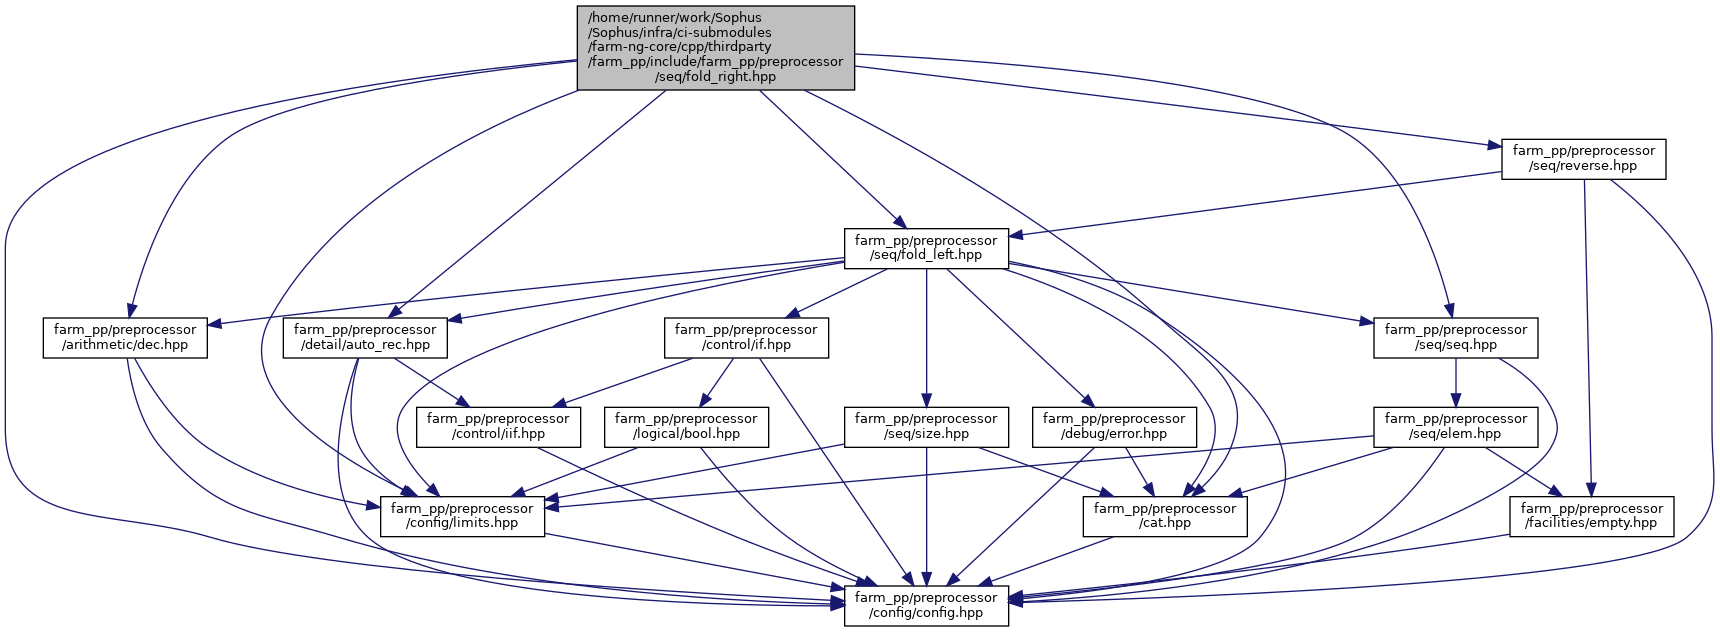 /home/runner/work/Sophus
/Sophus/infra/ci-submodules
/farm-ng-core/cpp/thirdparty
/farm_pp/include/farm_pp/preprocessor
/seq/fold_right.hpp
farm_pp/preprocessor
/seq/reverse.hpp
farm_pp/preprocessor
/seq/fold_left.hpp
farm_pp/preprocessor
/arithmetic/dec.hpp
farm_pp/preprocessor
/detail/auto_rec.hpp
farm_pp/preprocessor
/control/if.hpp
farm_pp/preprocessor
/seq/seq.hpp
farm_pp/preprocessor
/control/iif.hpp
farm_pp/preprocessor
/logical/bool.hpp
farm_pp/preprocessor
/seq/size.hpp
farm_pp/preprocessor
/debug/error.hpp
farm_pp/preprocessor
/seq/elem.hpp
farm_pp/preprocessor
/config/limits.hpp
farm_pp/preprocessor
/cat.hpp
farm_pp/preprocessor
/facilities/empty.hpp
farm_pp/preprocessor
/config/config.hpp